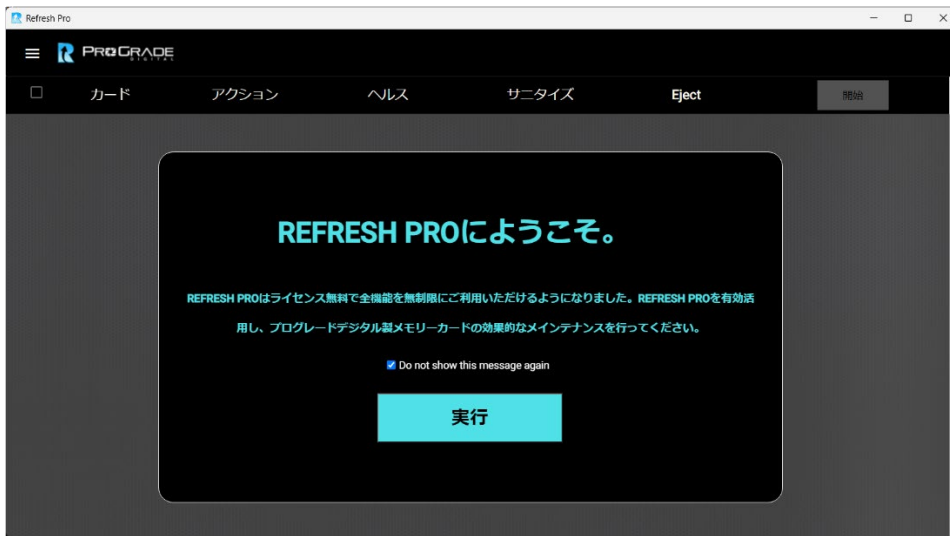 Refresh Pro
PROGRADE
DIGITAL
カード アクション ヘルス サニタイズ Eject 開始
REFRESH PROにようこそ。
REFRESH PROはライセンス無料で全機能を無制限にご利用いただけるようになりました。REFRESH PROを有効活
用し、プログレードデジタル製メモリーカードの効果的なメインテナンスを行ってください。
Do not show this message again
実行